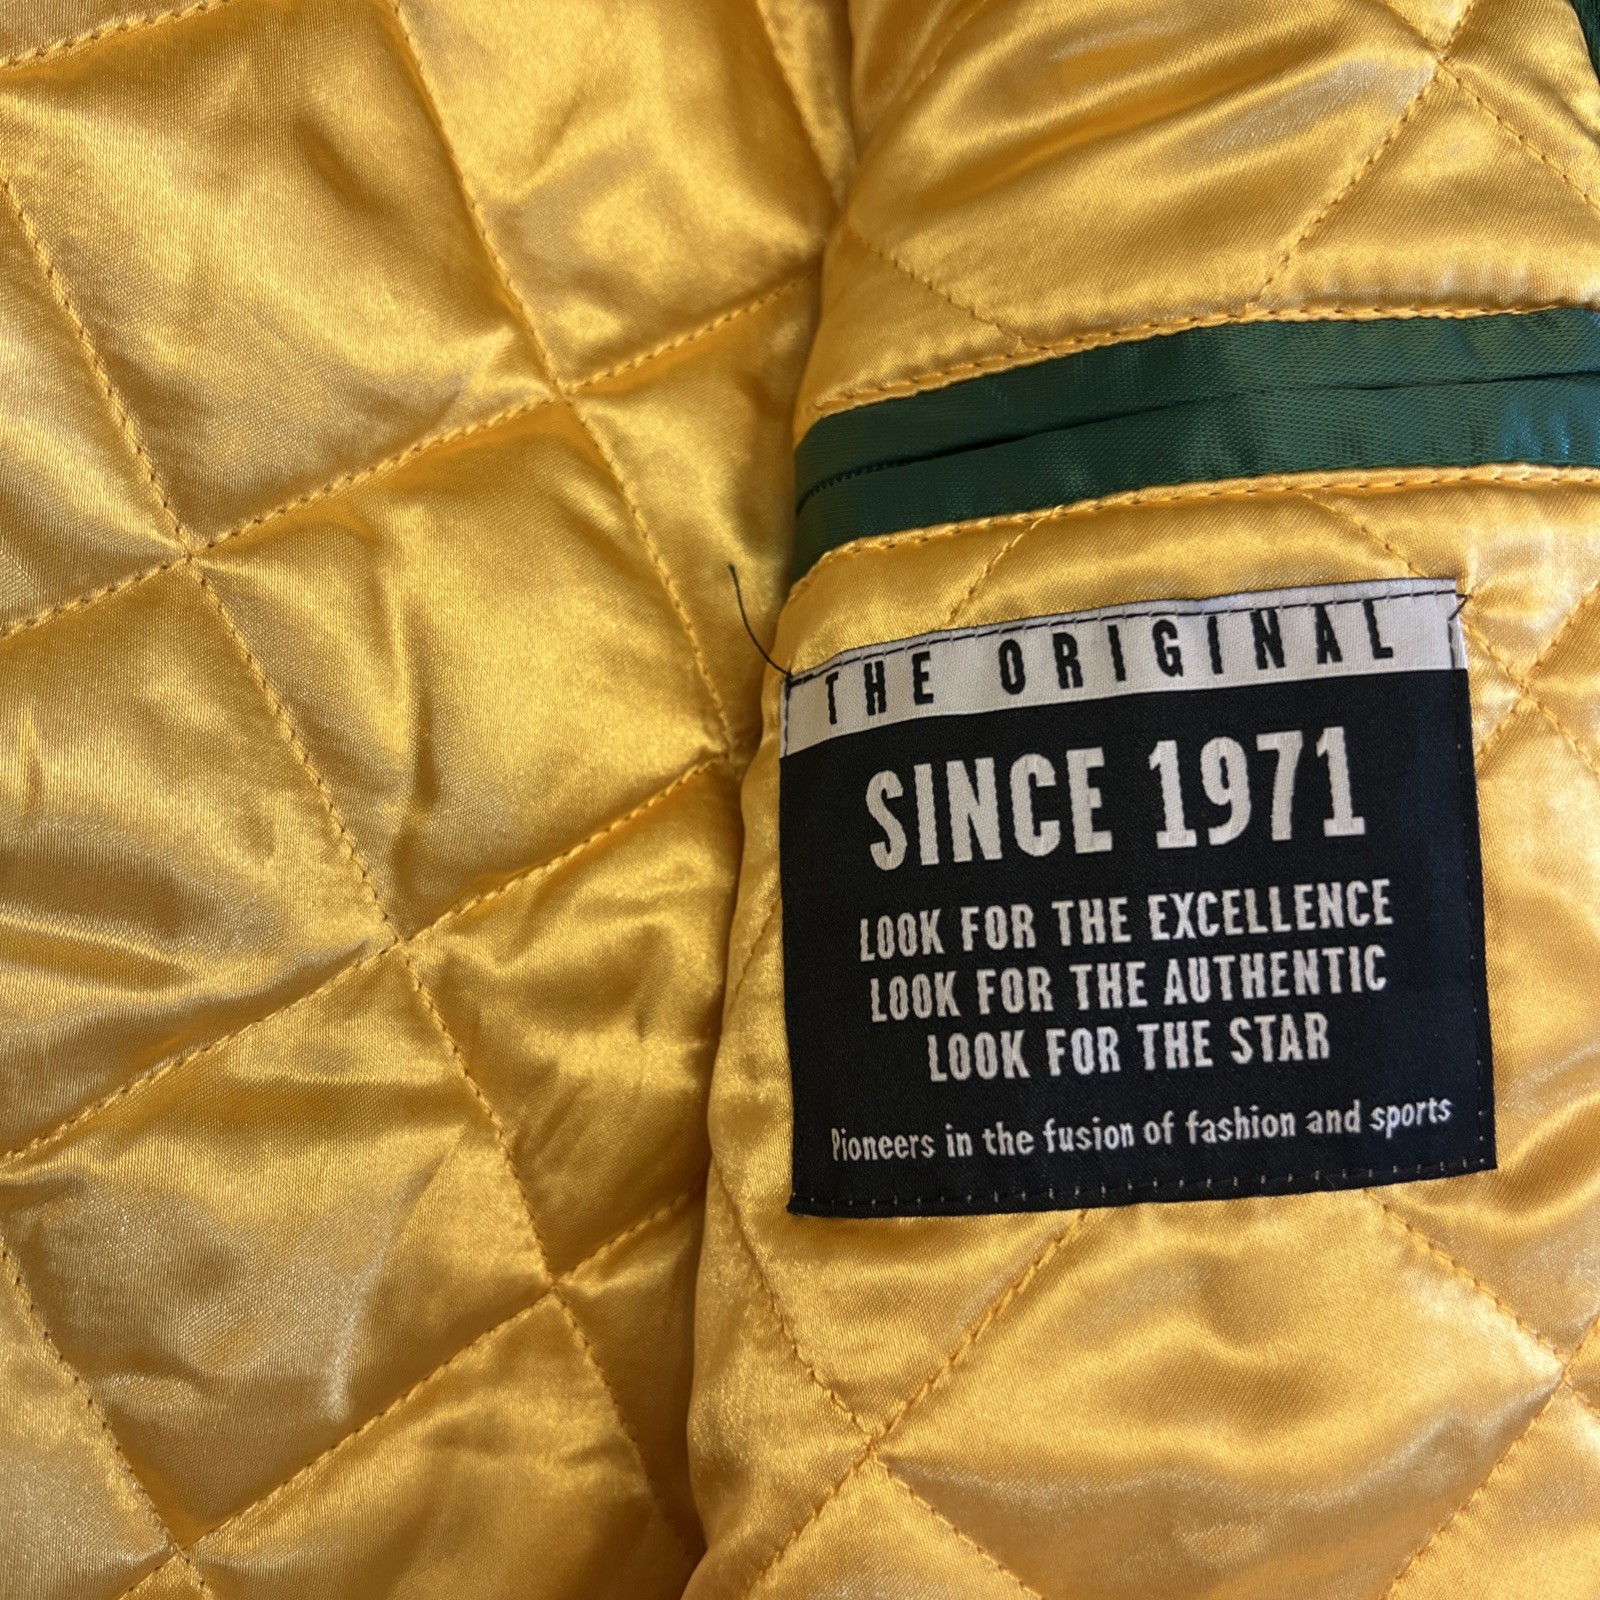 THE ORIGINAL
SINCE 1971
LOOK FOR THE EXCELLENCE
LOOK FOR THE AUTHENTIC
LOOK FOR THE STAR
Pioneers in the fusion of fashion and sports